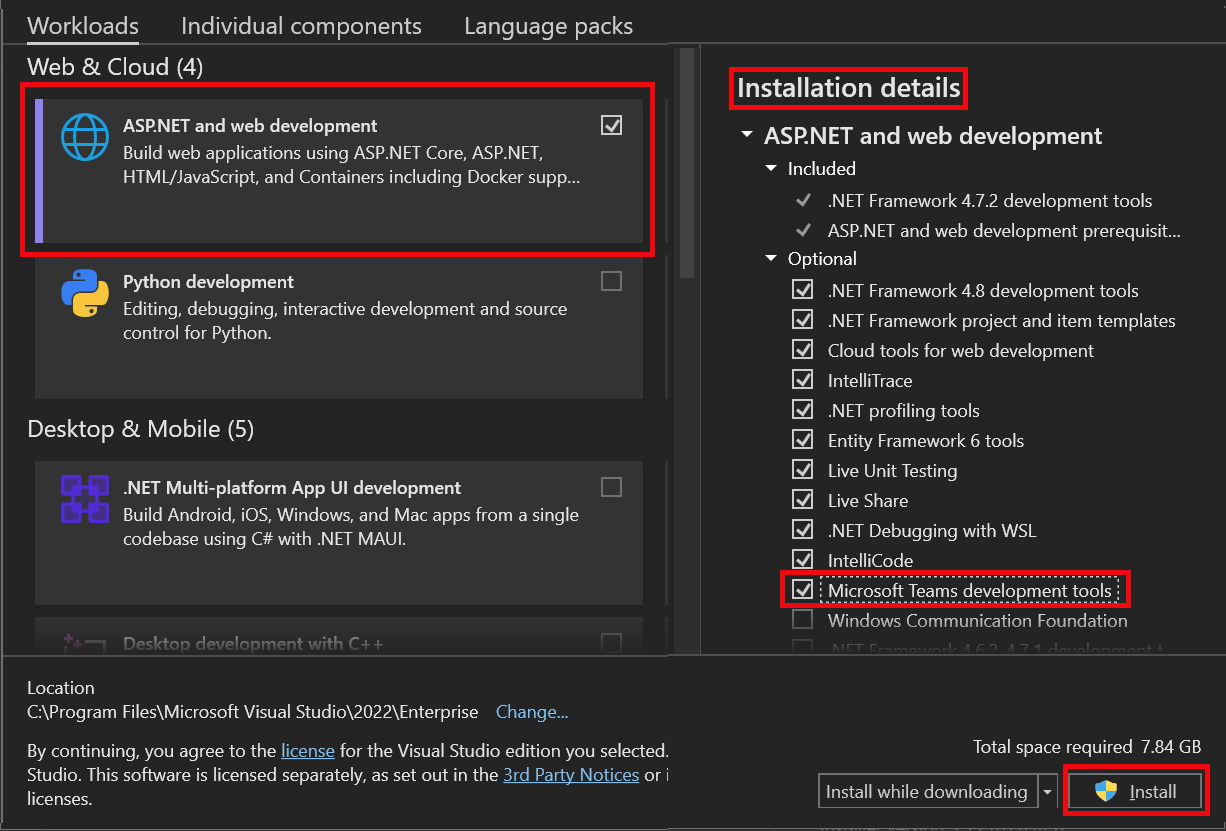 Workloads
Individual components
Language packs
Web & Cloud (4)
ASP.NET and web development
Build web applications using ASP.NET Core, ASP.NET,
HTML/JavaScript, and Containers including Docker supp...
Python development
Editing, debugging, interactive development and source
control for Python.
Desktop & Mobile (5)
.NET Multi-platform App UI development
Build Android, iOS, Windows, and Mac apps from a single
codebase using C# with .NET MAUI.
Desktop development with C++
Installation details
ASP.NET and web development
Included
.NET Framework 4.7.2 development tools
ASP.NET and web development prerequisit...
Optional
.NET Framework 4.8 development tools
.NET Framework project and item templates
Cloud tools for web development
IntelliTrace
.NET profiling tools
Entity Framework 6 tools
Live Unit Testing
Live Share
.NET Debugging with WSL
IntelliCode
Microsoft Teams development tools
Windows Communication Foundation
.NET Framework 4.6.2-4.7.1 development t
Location
C:\Program Files\Microsoft Visual Studio\2022\Enterprise
Change...
By continuing, you agree to the license for the Visual Studio edition you selected.
Studio. This software is licensed separately, as set out in the 3rd Party Notices or i
licenses.
Total space required 7.84 GB
Install while downloading
Install